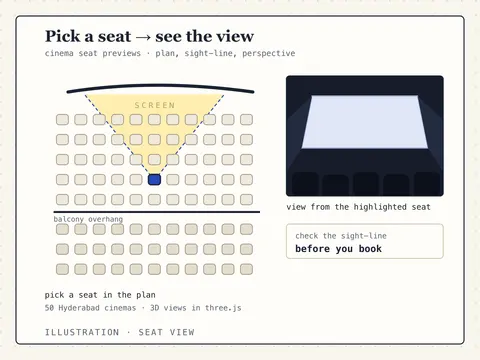 Pick a seat → see the view
cinema seat previews · plan, sight-line, perspective
SCREEN
balcony overhang
view from the highlighted seat
check the sight-line
before you book
pick a seat in the plan
50 Hyderabad cinemas · 3D views in three.js
ILLUSTRATION · SEAT VIEW